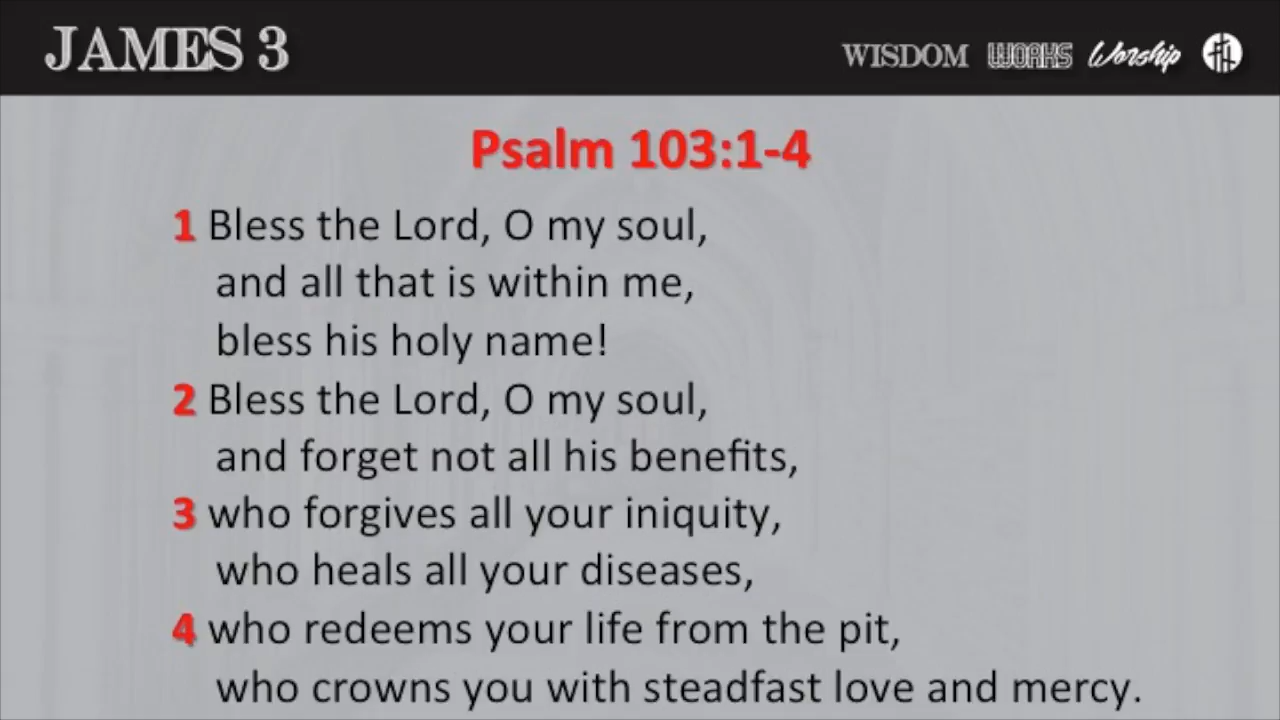 JAMES 3
WISDOM WORKS Worship
Psalm 103:1-4
1 Bless the Lord, O my soul,
and all that is within me,
bless his holy name!
2 Bless the Lord, O my soul,
and forget not all his benefits,
3 who forgives all your iniquity,
who heals all your diseases,
4 who redeems your life from the pit,
who crowns you with steadfast love and mercy.